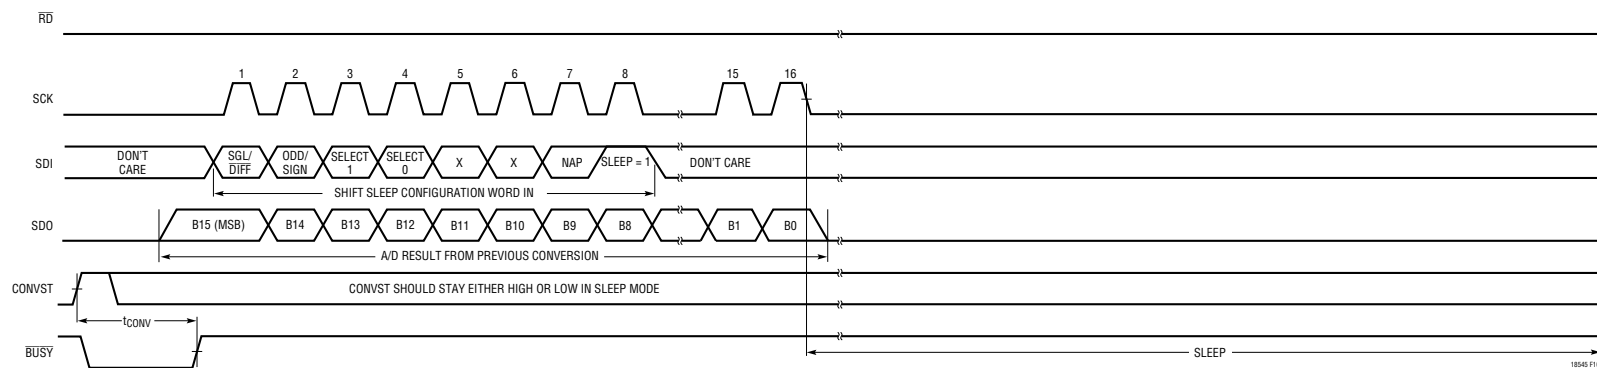 RD
1 2 3 4 5 6 7 8 15 16
SCK
SDI
DON'T
CARE
SGL/
DIFF
ODD/
SIGN
SELECT
1
SELECT
0
X
X
NAP
SLEEP = 1
DON'T CARE
SHIFT SLEEP CONFIGURATION WORD IN
SDO
B15 (MSB) B14 B13 B12 B11 B10 B9 B8 B1 B0
A/D RESULT FROM PREVIOUS CONVERSION
CONVST
CONVST SHOULD STAY EITHER HIGH OR LOW IN SLEEP MODE
tCONV
BUSY
SLEEP